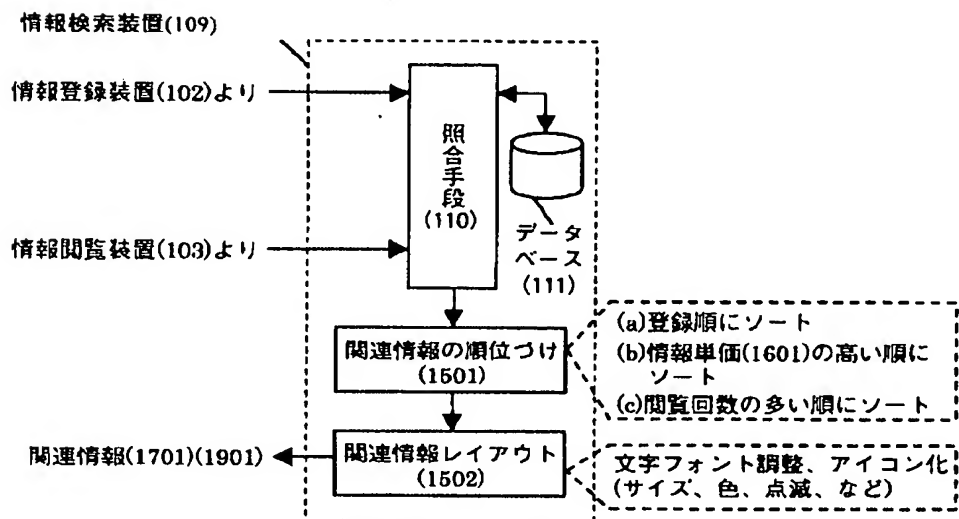 情報検索装置(109)
情報登録装置(102)より
照合手段
(110)
データ
ベース
(111)
情報閲覧装置(103)より
関連情報の順位づけ
(1501)
(a)登録順にソート
(b)情報単価(1601)の高い順に
ソート
(c)閲覧回数の多い順にソート
関連情報(1701)(1901)
関連情報レイアウト
(1502)
文字フォント調整、アイコン化
(サイズ、色、点滅、など)